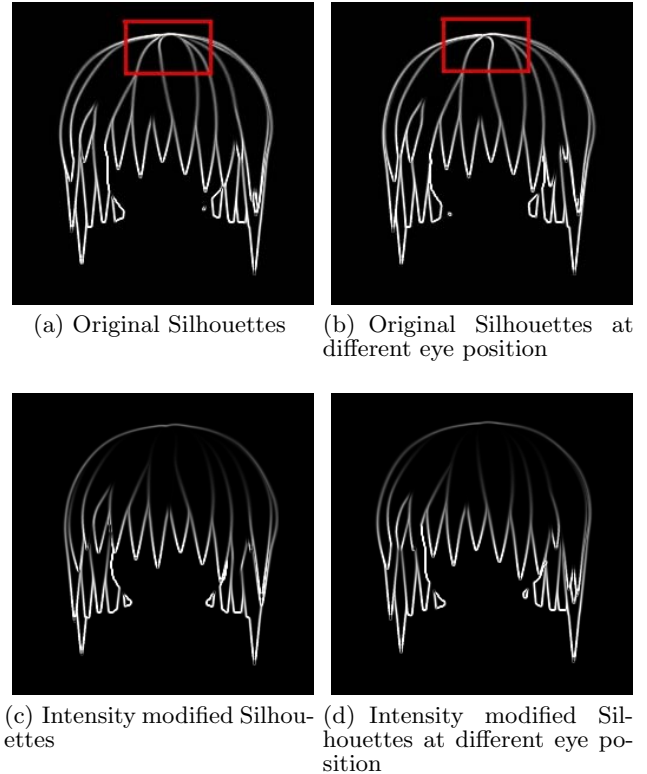 (a) Original Silhouettes
(b) Original Silhouettes at
different eye position
(c) Intensity modified Silhou-
ettes
(d) Intensity modified Sil-
houettes at different eye po-
sition